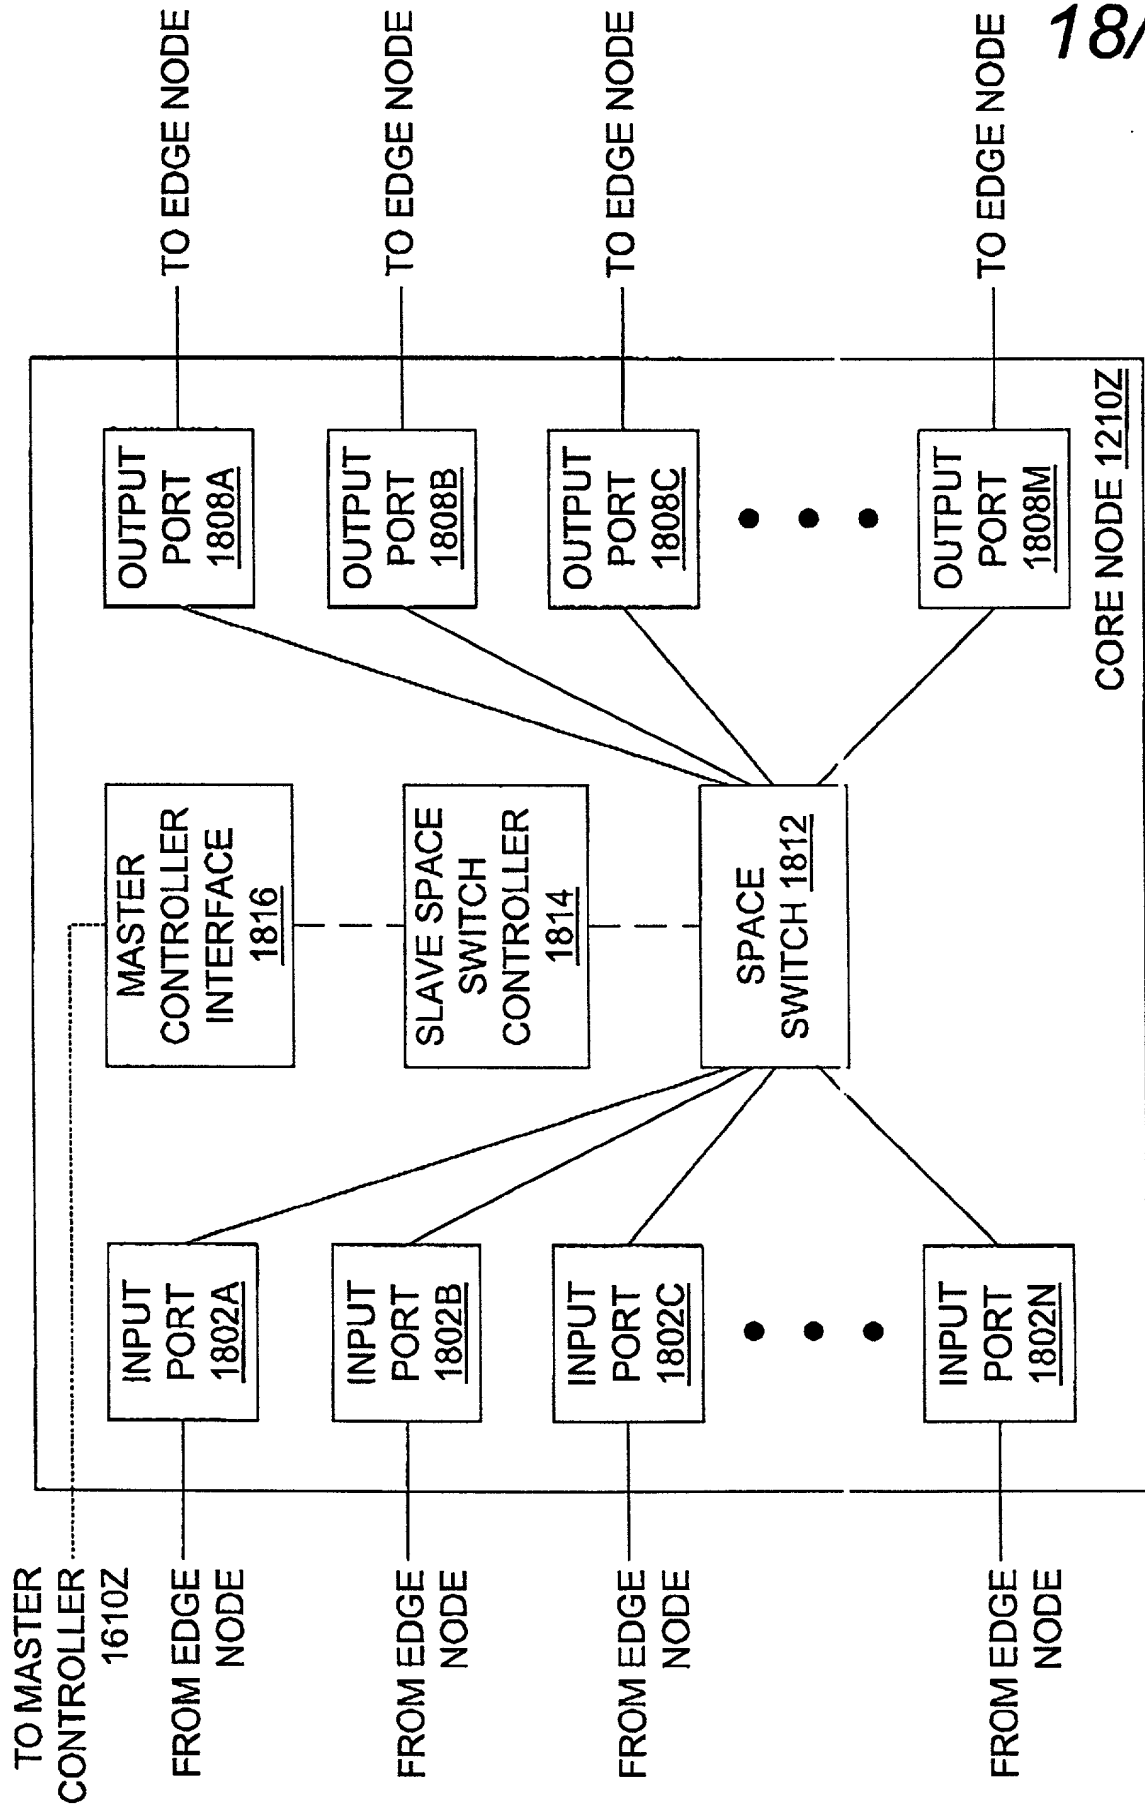 18/
TO MASTER
CONTROLLER
1610Z
FROM EDGE
NODE
FROM EDGE
NODE
FROM EDGE
NODE
FROM EDGE
NODE
INPUT
PORT
1802A
INPUT
PORT
1802B
INPUT
PORT
1802C
INPUT
PORT
1802N
MASTER
CONTROLLER
INTERFACE
1816
SLAVE SPACE
SWITCH
CONTROLLER
1814
SPACE
SWITCH 1812
OUTPUT
PORT
1808A
OUTPUT
PORT
1808B
OUTPUT
PORT
1808C
OUTPUT
PORT
1808M
CORE NODE 1210Z
TO EDGE NODE
TO EDGE NODE
TO EDGE NODE
TO EDGE NODE